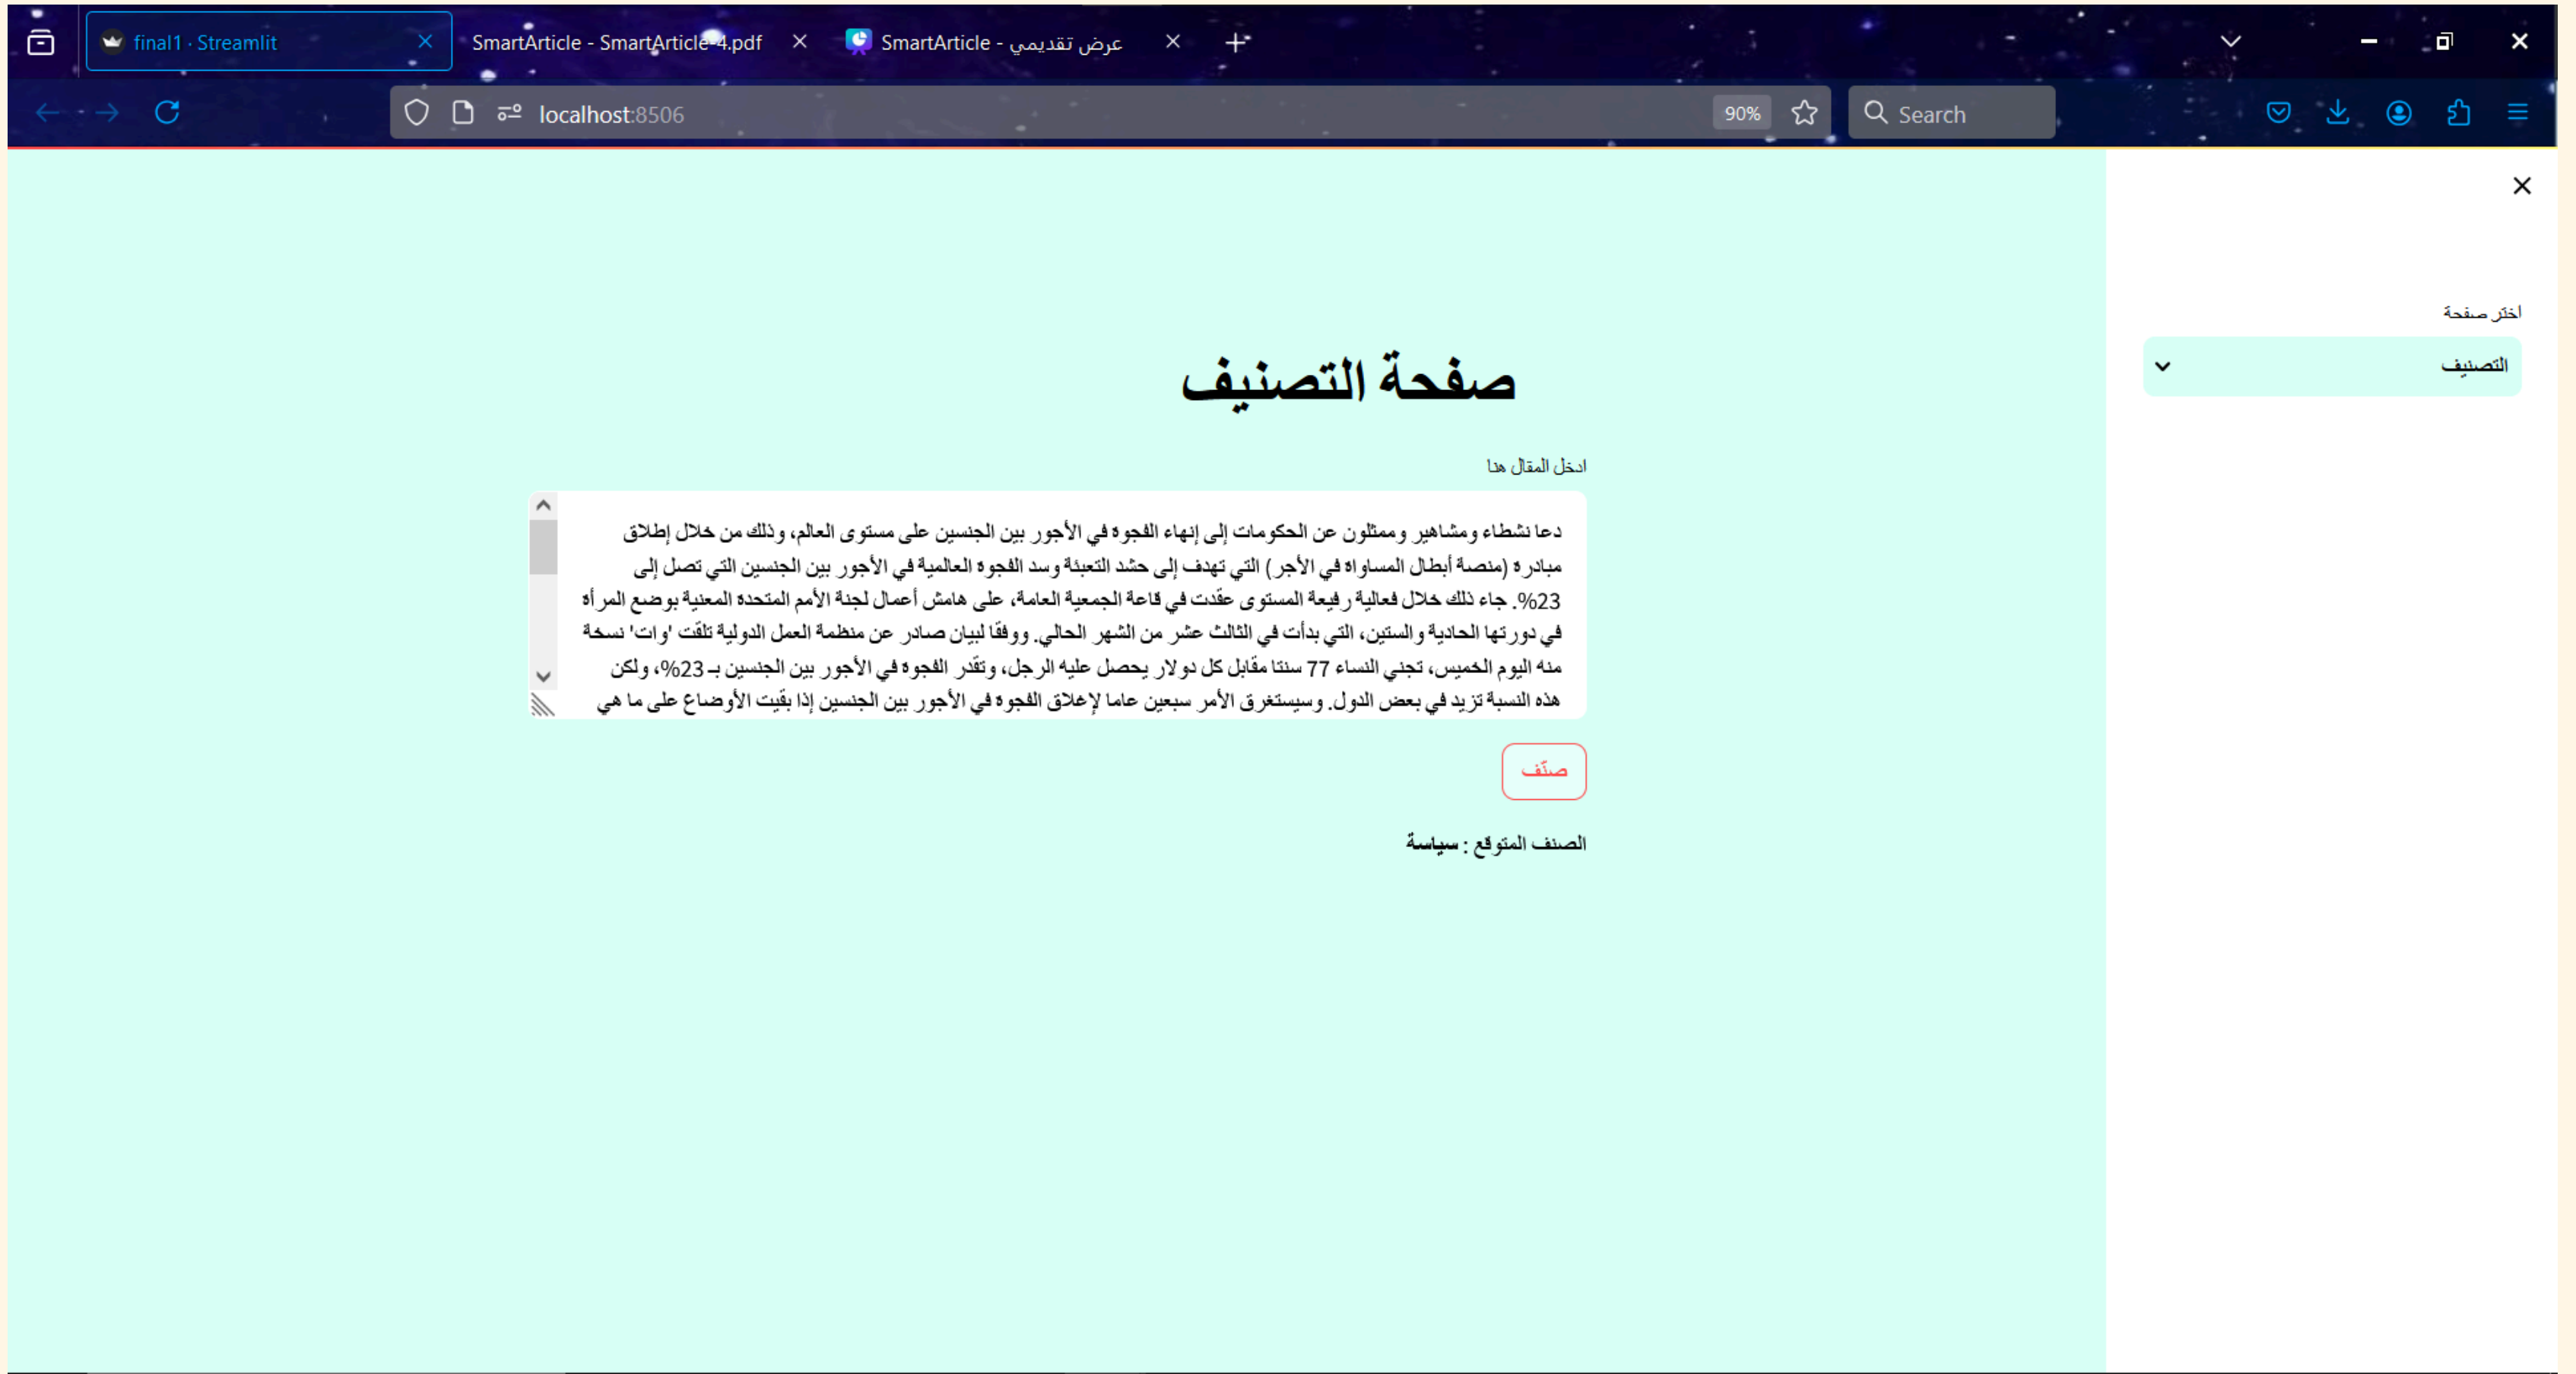 final1 · Streamlit
SmartArticle - SmartArticle-4.pdf
SmartArticle - عرض تقديمي
localhost:8506
90%
Search
اختر صفحة
التصنيف
صفحة التصنيف
ادخل المقال هنا
دعا نشطاء ومشاهير وممثلون عن الحكومات إلى إنهاء الفجوة في الأجور بين الجنسين على مستوى العالم، وذلك من خلال إطلاق
مبادرة (منصة أبطال المساواة في الأجر) التي تهدف إلى حشد التعبئة وسد الفجوة العالمية في الأجور بين الجنسين التي تصل إلى
23%. جاء ذلك خلال فعالية رفيعة المستوى عقدت في قاعة الجمعية العامة، على هامش أعمال لجنة الأمم المتحدة المعنية بوضع المرأة
في دورتها الحادية والستين، التي بدأت في الثالث عشر من الشهر الحالي. ووفقا لبيان صادر عن منظمة العمل الدولية تلقت 'وات' نسخة
منه اليوم الخميس، تجني النساء 77 سنتا مقابل كل دولار يحصل عليه الرجل، وتقدر الفجوة في الأجور بين الجنسين بـ 23%، ولكن
هذه النسبة تزيد في بعض الدول. وسيستغرق الأمر سبعين عاما لإغلاق الفجوة في الأجور بين الجنسين إذا بقيت الأوضاع على ما هي
صنّف
الصنف المتوقع : سياسة